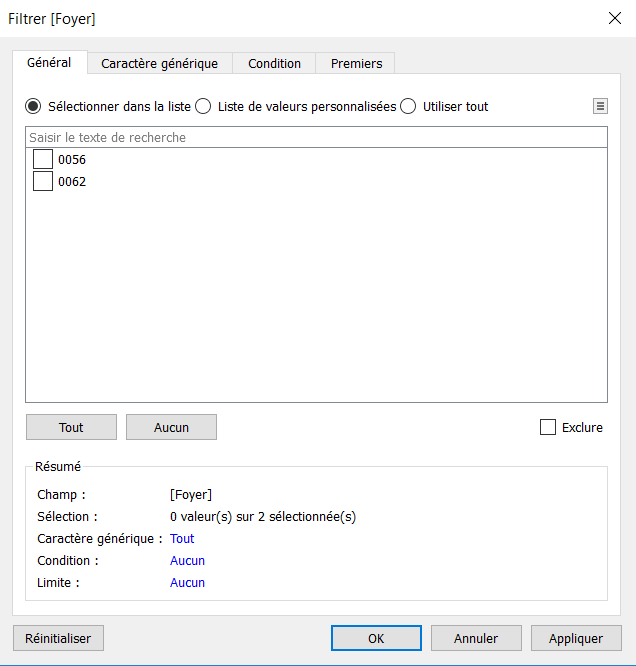 Filtrer [Foyer]
Général Caractère générique Condition Premiers
Sélectionner dans la liste Liste de valeurs personnalisées Utiliser tout
Saisir le texte de recherche
0056
0062
Tout Aucun Exclure
Résumé
Champ : [Foyer]
Sélection : 0 valeur(s) sur 2 sélectionnée(s)
Caractère générique : Tout
Condition : Aucun
Limite : Aucun
Réinitialiser OK Annuler Appliquer